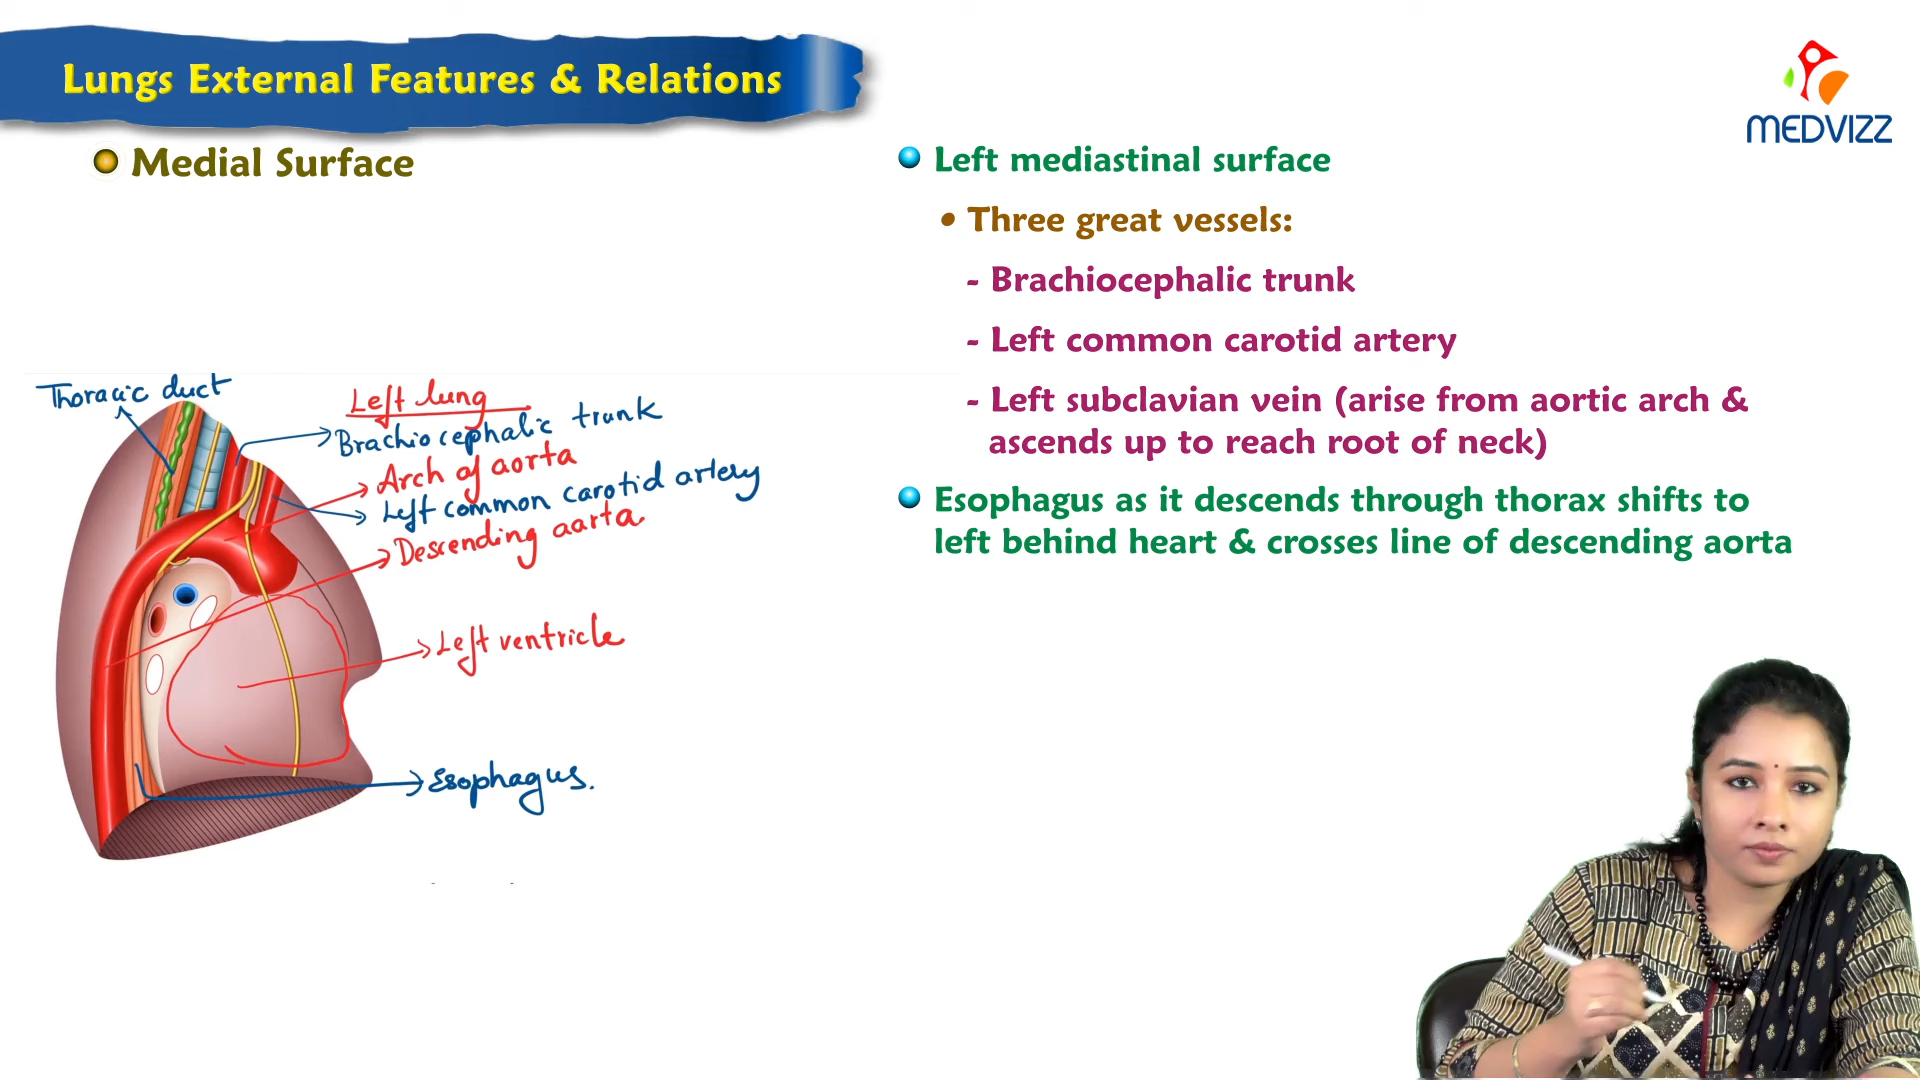 Lungs External Features & Relations
MEDVIZZ
Medial Surface
Thoracic duct
Left lung
Brachiocephalic trunk
Arch of aorta
Left common carotid artery
Descending aarta
Left ventricle
Esophagus.
Left mediastinal surface
• Three great vessels:
- Brachiocephalic trunk
- Left common carotid artery
- Left subclavian vein (arise from aortic arch &
ascends up to reach root of neck)
Esophagus as it descends through thorax shifts to
left behind heart & crosses line of descending aorta